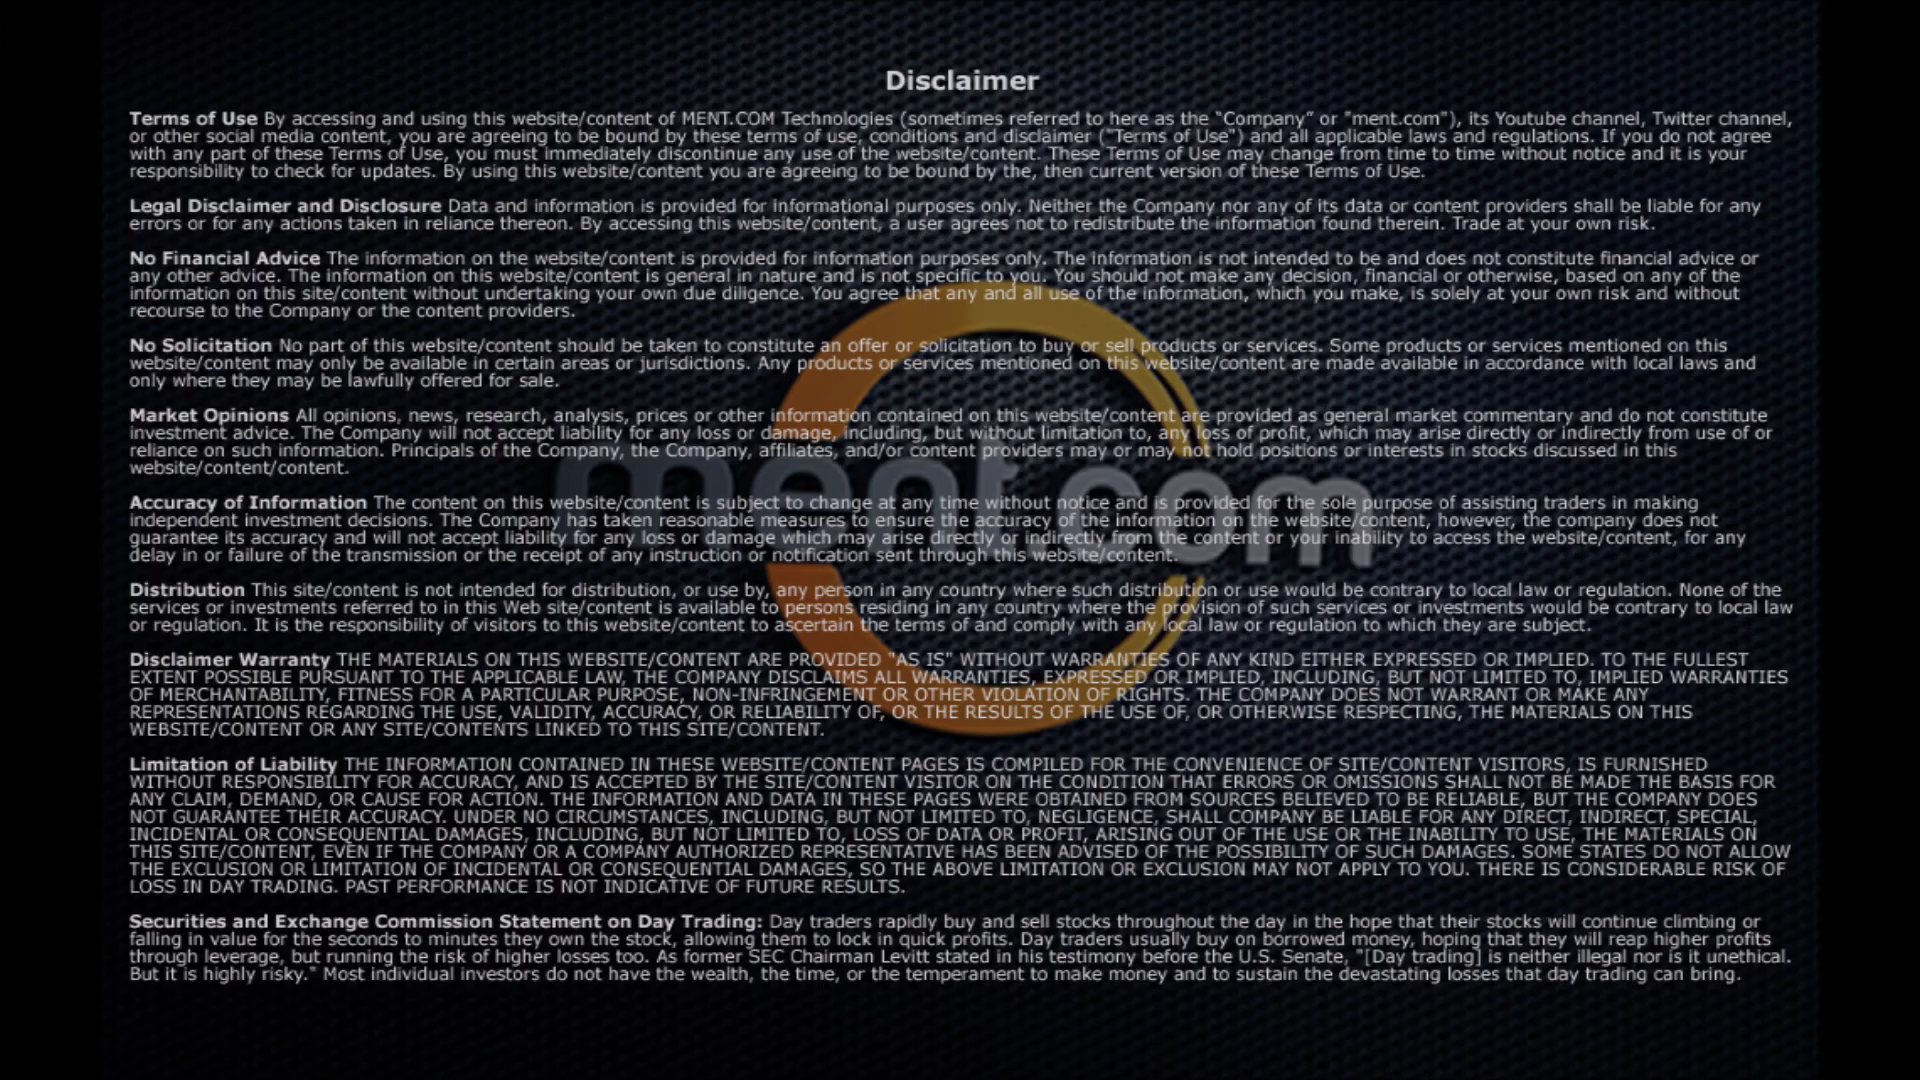 Disclaimer
Terms of Use By accessing and using this website/content of MENT.COM Technologies (sometimes referred to here as the "Company" or "ment.com"), its Youtube channel, Twitter channel,
or other social media content, you are agreeing to be bound by these terms of use, conditions and disclaimer ("Terms of Use") and all applicable laws and regulations. If you do not agree
with any part of these Terms of Use, you must immediately discontinue any use of the website/content. These Terms of Use may change from time to time without notice and it is your
responsibility to check for updates. By using this website/content you are agreeing to be bound by the, then current version of these Terms of Use.
Legal Disclaimer and Disclosure Data and information is provided for informational purposes only. Neither the Company nor any of its data or content providers shall be liable for any
errors or for any actions taken in reliance thereon. By accessing this website/content, a user agrees not to redistribute the information found therein. Trade at your own risk.
No Financial Advice The information on the website/content is provided for information purposes only. The information is not intended to be and does not constitute financial advice or
any other advice. The information on this website/content is general in nature and is not specific to you. You should not make any decision, financial or otherwise, based on any of the
information on this site/content without undertaking your own due diligence. You agree that any and all use of the information, which you make, is solely at your own risk and without
recourse to the Company or the content providers.
No Solicitation No part of this website/content should be taken to constitute an offer or solicitation to buy or sell products or services. Some products or services mentioned on this
website/content may only be available in certain areas or jurisdictions. Any products or services mentioned on this website/content are made available in accordance with local laws and
only where they may be lawfully offered for sale.
Market Opinions All opinions, news, research, analysis, prices or other information contained on this website/content are provided as general market commentary and do not constitute
investment advice. The Company will not accept liability for any loss or damage, including, but without limitation to, any loss of profit, which may arise directly or indirectly from use of or
reliance on such information. Principals of the Company, the Company, affiliates, and/or content providers may or may not hold positions or interests in stocks discussed in this
website/content/content.
ment.com
Accuracy of Information The content on this website/content is subject to change at any time without notice and is provided for the sole purpose of assisting traders in making
independent investment decisions. The Company has taken reasonable measures to ensure the accuracy of the information on the website/content, however, the company does not
guarantee its accuracy and will not accept liability for any loss or damage which may arise directly or indirectly from the content or your inability to access the website/content, for any
delay in or failure of the transmission or the receipt of any instruction or notification sent through this website/content.
Distribution This site/content is not intended for distribution, or use by, any person in any country where such distribution or use would be contrary to local law or regulation. None of the
services or investments referred to in this Web site/content is available to persons residing in any country where the provision of such services or investments would be contrary to local law
or regulation. It is the responsibility of visitors to this website/content to ascertain the terms of and comply with any local law or regulation to which they are subject.
Disclaimer Warranty THE MATERIALS ON THIS WEBSITE/CONTENT ARE PROVIDED "AS IS" WITHOUT WARRANTIES OF ANY KIND EITHER EXPRESSED OR IMPLIED. TO THE FULLEST
EXTENT POSSIBLE PURSUANT TO THE APPLICABLE LAW, THE COMPANY DISCLAIMS ALL WARRANTIES, EXPRESSED OR IMPLIED, INCLUDING, BUT NOT LIMITED TO, IMPLIED WARRANTIES
OF MERCHANTABILITY, FITNESS FOR A PARTICULAR PURPOSE, NON-INFRINGEMENT OR OTHER VIOLATION OF RIGHTS. THE COMPANY DOES NOT WARRANT OR MAKE ANY
REPRESENTATIONS REGARDING THE USE, VALIDITY, ACCURACY, OR RELIABILITY OF, OR THE RESULTS OF THE USE OF, OR OTHERWISE RESPECTING, THE MATERIALS ON THIS
WEBSITE/CONTENT OR ANY SITE/CONTENTS LINKED TO THIS SITE/CONTENT.
Limitation of Liability THE INFORMATION CONTAINED IN THESE WEBSITE/CONTENT PAGES IS COMPILED FOR THE CONVENIENCE OF SITE/CONTENT VISITORS, IS FURNISHED
WITHOUT RESPONSIBILITY FOR ACCURACY, AND IS ACCEPTED BY THE SITE/CONTENT VISITOR ON THE CONDITION THAT ERRORS OR OMISSIONS SHALL NOT BE MADE THE BASIS FOR
ANY CLAIM, DEMAND, OR CAUSE FOR ACTION. THE INFORMATION AND DATA IN THESE PAGES WERE OBTAINED FROM SOURCES BELIEVED TO BE RELIABLE, BUT THE COMPANY DOES
NOT GUARANTEE THEIR ACCURACY. UNDER NO CIRCUMSTANCES, INCLUDING, BUT NOT LIMITED TO, NEGLIGENCE, SHALL COMPANY BE LIABLE FOR ANY DIRECT, INDIRECT, SPECIAL,
INCIDENTAL OR CONSEQUENTIAL DAMAGES, INCLUDING, BUT NOT LIMITED TO, LOSS OF DATA OR PROFIT, ARISING OUT OF THE USE OR THE INABILITY TO USE, THE MATERIALS ON
THIS SITE/CONTENT, EVEN IF THE COMPANY OR A COMPANY AUTHORIZED REPRESENTATIVE HAS BEEN ADVISED OF THE POSSIBILITY OF SUCH DAMAGES. SOME STATES DO NOT ALLOW
THE EXCLUSION OR LIMITATION OF INCIDENTAL OR CONSEQUENTIAL DAMAGES, SO THE ABOVE LIMITATION OR EXCLUSION MAY NOT APPLY TO YOU. THERE IS CONSIDERABLE RISK OF
LOSS IN DAY TRADING. PAST PERFORMANCE IS NOT INDICATIVE OF FUTURE RESULTS.
Securities and Exchange Commission Statement on Day Trading: Day traders rapidly buy and sell stocks throughout the day in the hope that their stocks will continue climbing or
falling in value for the seconds to minutes they own the stock, allowing them to lock in quick profits. Day traders usually buy on borrowed money, hoping that they will reap higher profits
through leverage, but running the risk of higher losses too. As former SEC Chairman Levitt stated in his testimony before the U.S. Senate, "[Day trading] is neither illegal nor is it unethical.
But it is highly risky." Most individual investors do not have the wealth, the time, or the temperament to make money and to sustain the devastating losses that day trading can bring.